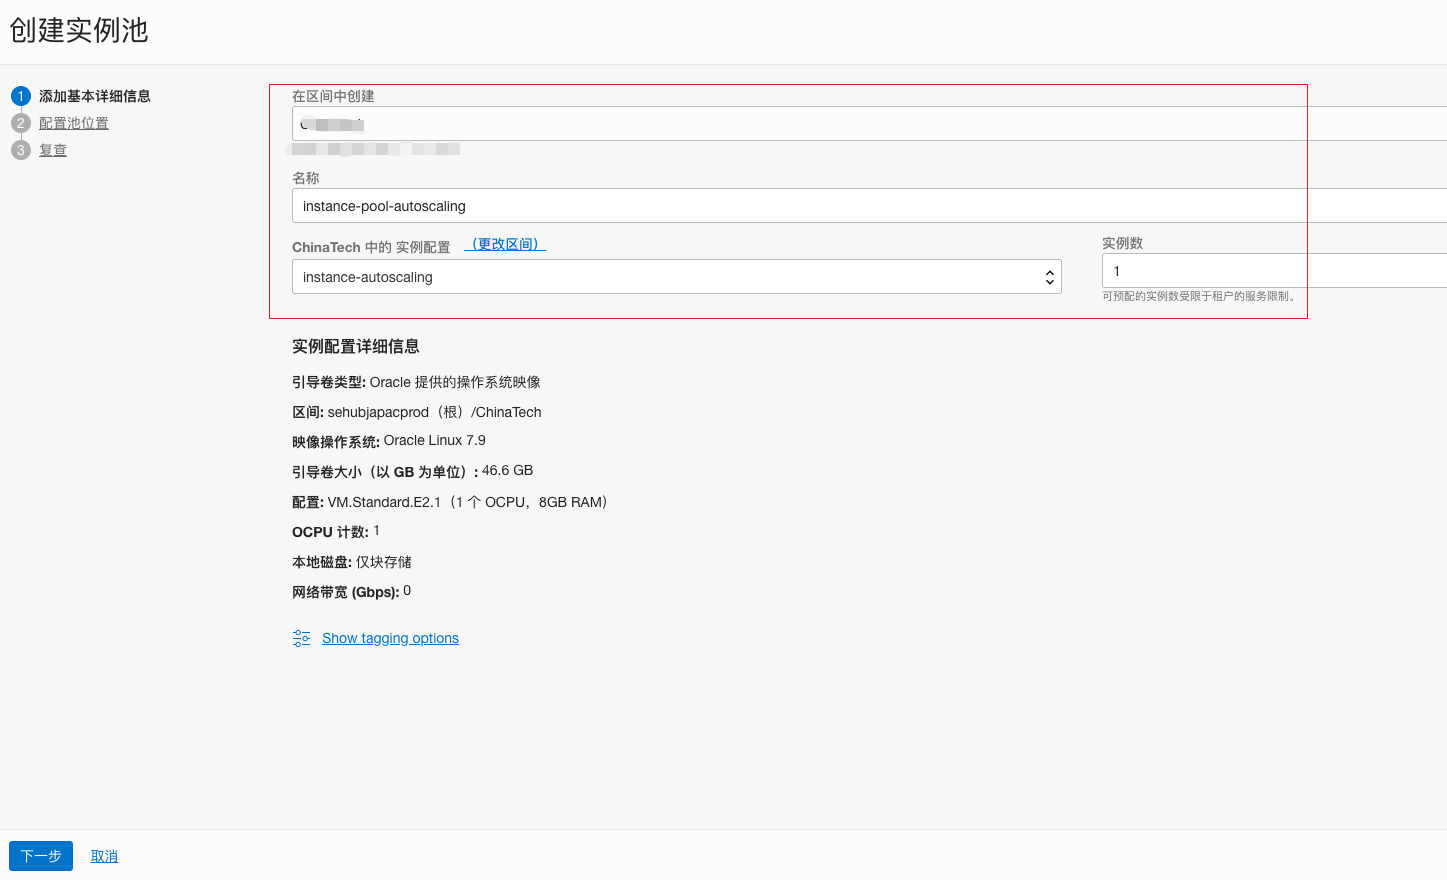 创建实例池
1 添加基本详细信息
2 配置池位置
3 复查
在区间中创建
名称
instance-pool-autoscaling
ChinaTech 中的 实例配置 （更改区间）
instance-autoscaling
实例数
1
可预配的实例数受限于租户的服务限制。
实例配置详细信息
引导卷类型: Oracle 提供的操作系统映像
区间: sehubjapacprod（根）/ChinaTech
映像操作系统: Oracle Linux 7.9
引导卷大小（以 GB 为单位）: 46.6 GB
配置: VM.Standard.E2.1（1 个 OCPU，8GB RAM）
OCPU 计数: 1
本地磁盘: 仅块存储
网络带宽 (Gbps): 0
Show tagging options
下一步 取消